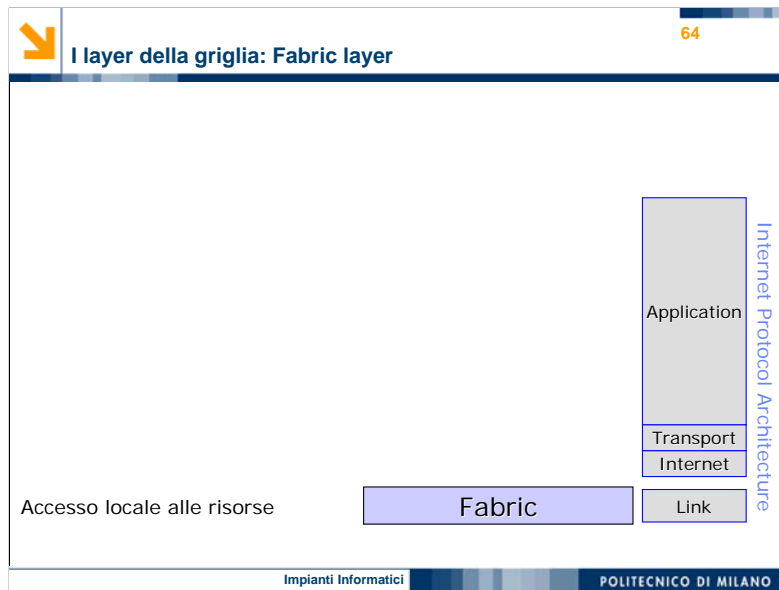 64
I layer della griglia: Fabric layer
Application
Transport
Internet
Internet Protocol Architecture
Accesso locale alle risorse
Fabric
Link
Impianti Informatici
POLITECNICO DI MILANO